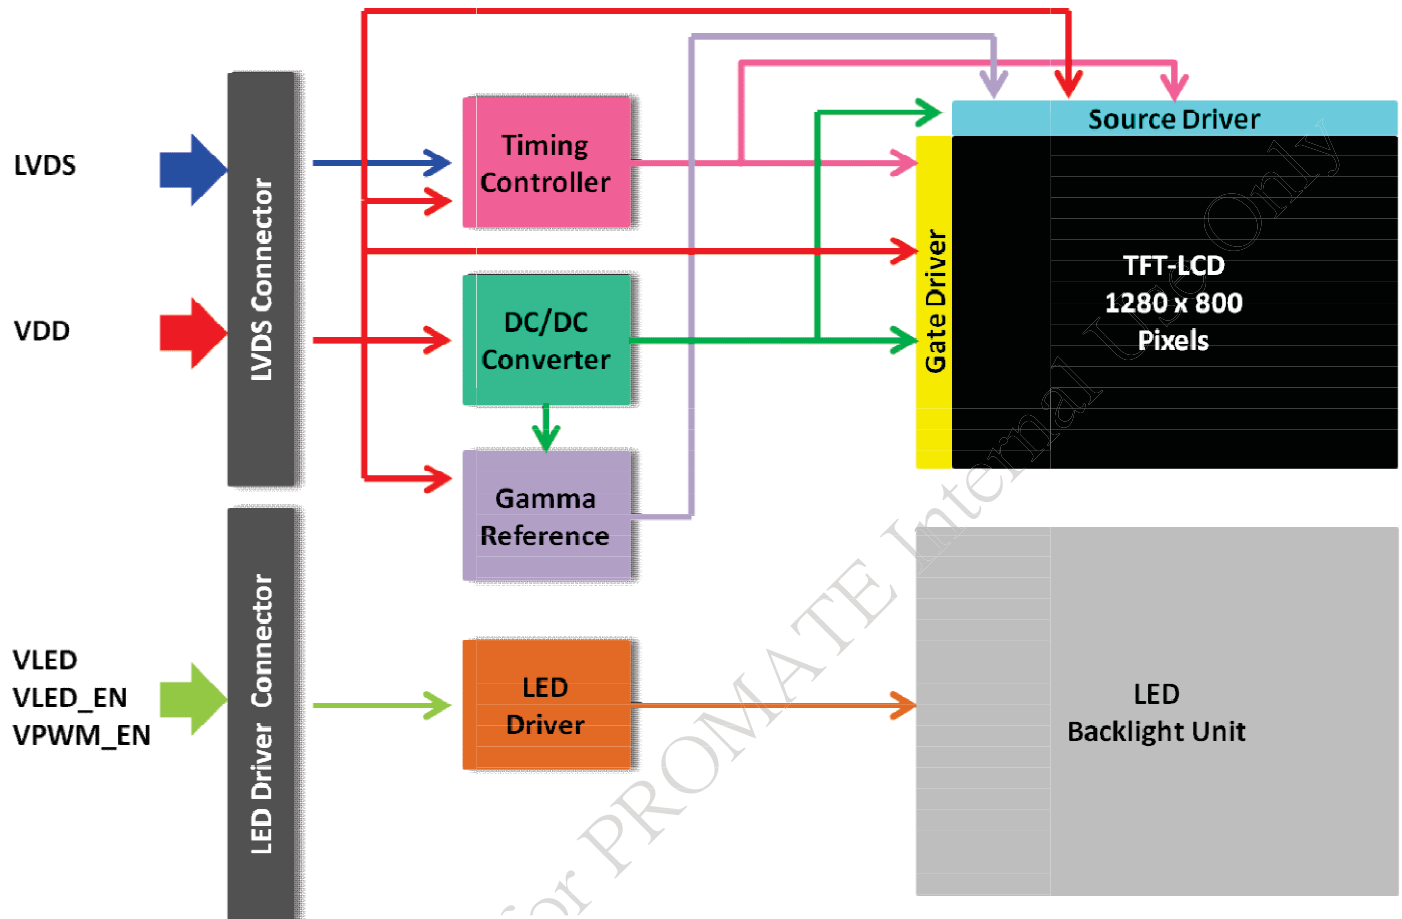 LVDS
VDD
LVDS Connector
Timing
Controller
DC/DC
Converter
Gamma
Reference
Source Driver
Gate Driver
TFT-LCD
1280 x 800
Pixels
VLED
VLED_EN
VPWM_EN
LED Driver Connector
LED
Driver
LED
Backlight Unit
for PROMATE Internal Use Only